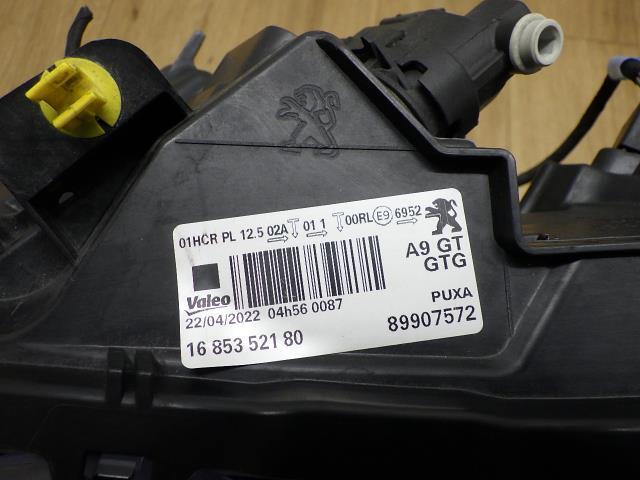 01HCR PL 12.5 02A 01 1 00RL E9 6952
A9 GT
GTG
Valeo
22/04/2022 04h56 0087
PUXA
16 853 521 80
89907572